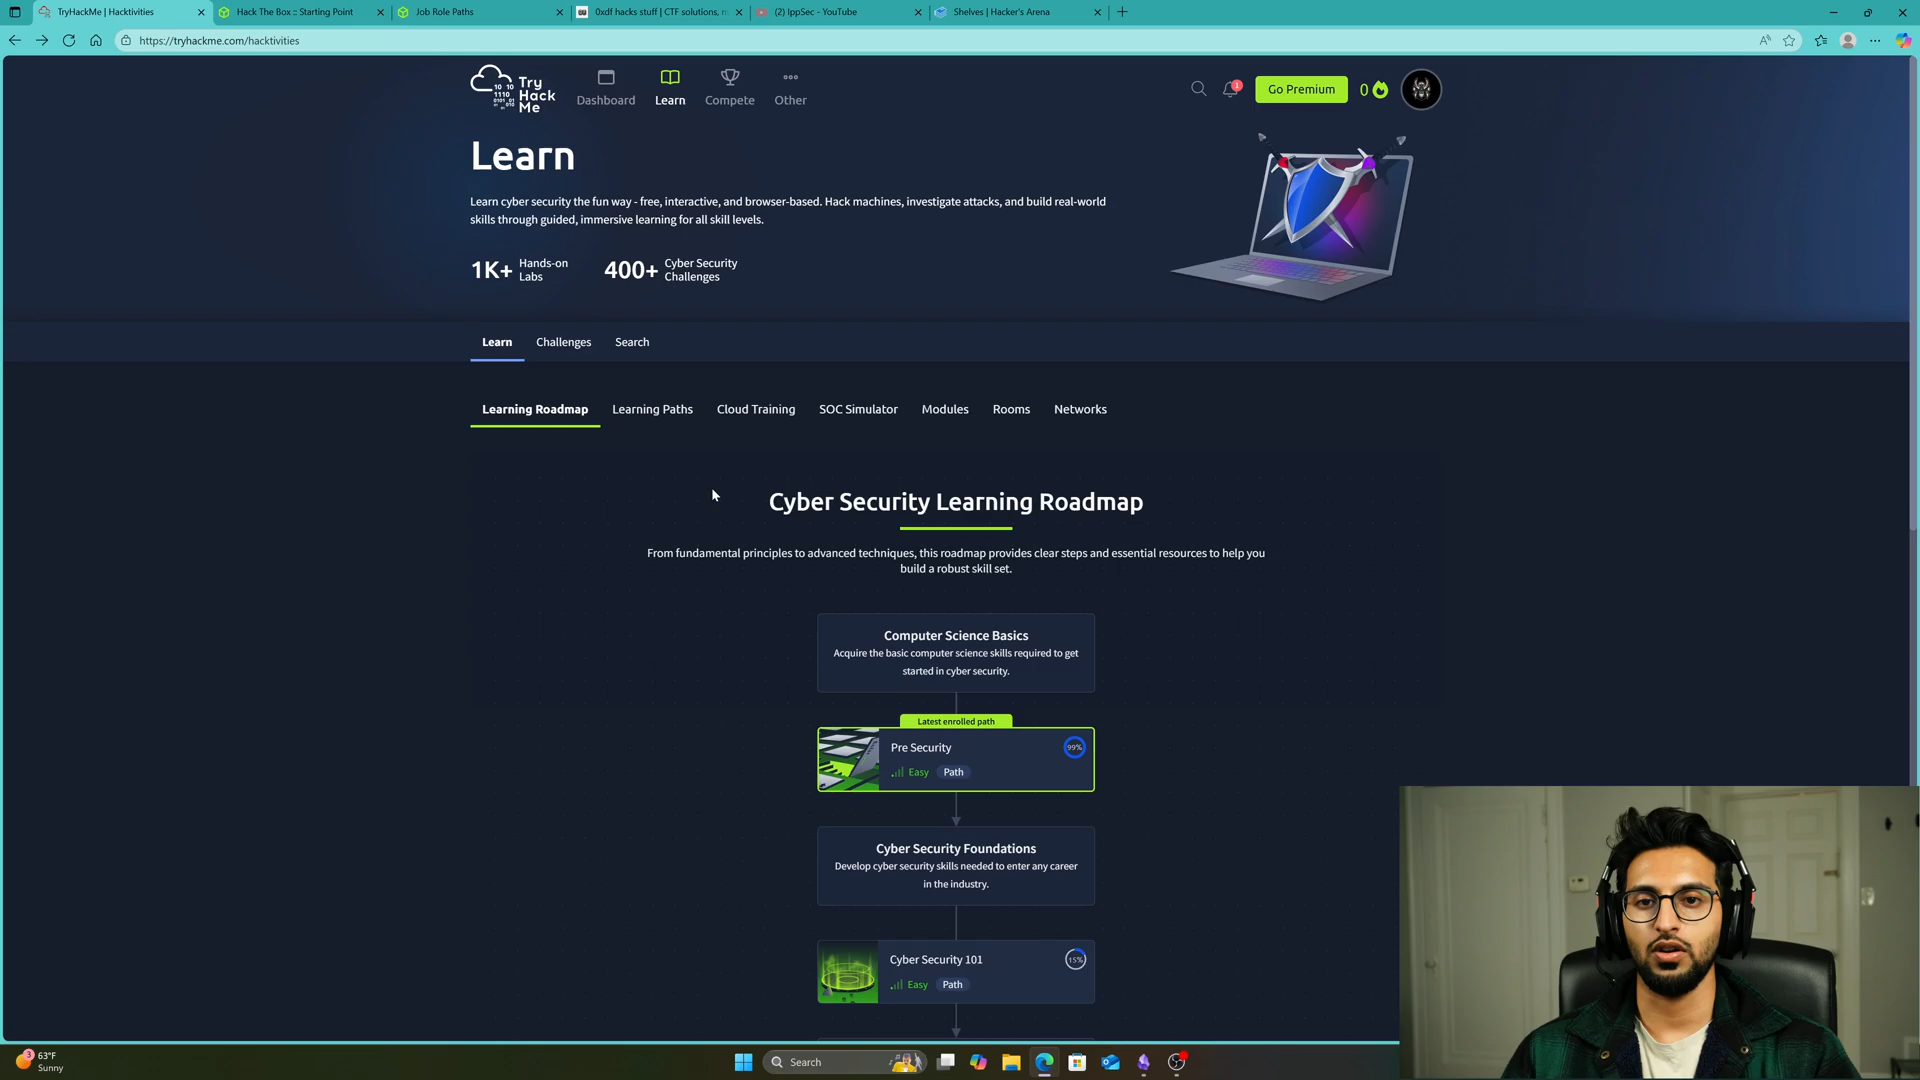 TryHackMe | Hacktivities
Hack The Box :: Starting Point
Job Role Paths
0xdf hacks stuff | CTF solutions,
(2) IppSec - YouTube
Shelves | Hacker's Arena
https://tryhackme.com/hacktivities
10 10
1110
0101 01
Try
Hack
Me
Dashboard
Learn
Compete
Other
1
Go Premium
0
Learn
Learn cyber security the fun way - free, interactive, and browser-based. Hack machines, investigate attacks, and build real-world
skills through guided, immersive learning for all skill levels.
1K+ Hands-on
Labs
400+ Cyber Security
Challenges
Learn
Challenges
Search
Learning Roadmap
Learning Paths
Cloud Training
SOC Simulator
Modules
Rooms
Networks
Cyber Security Learning Roadmap
From fundamental principles to advanced techniques, this roadmap provides clear steps and essential resources to help you
build a robust skill set.
Computer Science Basics
Acquire the basic computer science skills required to get
started in cyber security.
Latest enrolled path
Pre Security
99%
Easy
Path
Cyber Security Foundations
Develop cyber security skills needed to enter any career
in the industry.
Cyber Security 101
15%
Easy
Path
3
63°F
Sunny
Search